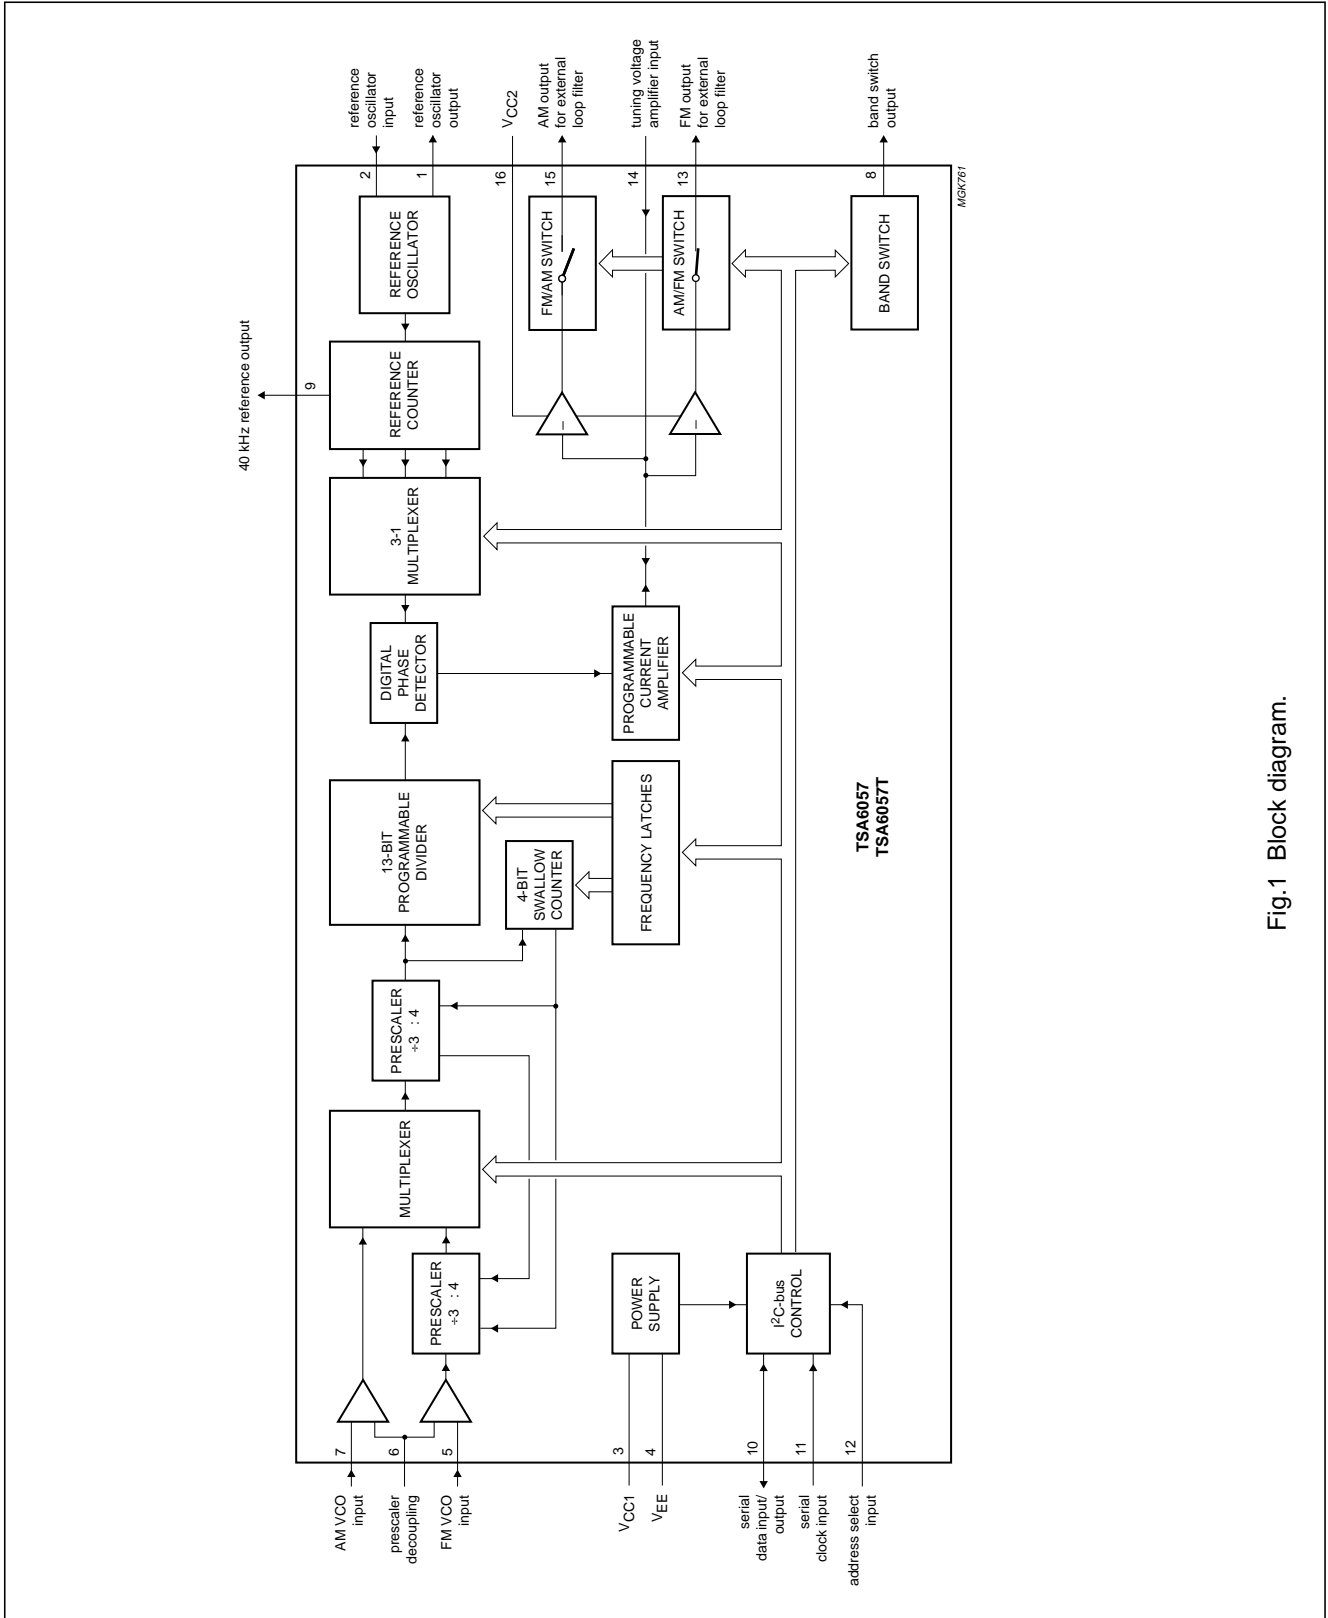 AM VCO
input
7
prescaler
decoupling
6
FM VCO
input
5
VCC1
3
VEE
4
serial
data input/
output
10
serial
clock input
11
address select
input
12
PRESCALER
÷3 : 4
MULTIPLEXER
PRESCALER
÷3 : 4
13-BIT
PROGRAMMABLE
DIVIDER
4-BIT
SWALLOW
COUNTER
FREQUENCY LATCHES
DIGITAL
PHASE
DETECTOR
PROGRAMMABLE
CURRENT
AMPLIFIER
3-1
MULTIPLEXER
REFERENCE
COUNTER
9
40 kHz reference output
REFERENCE
OSCILLATOR
POWER
SUPPLY
I2C-bus
CONTROL
FM/AM SWITCH
AM/FM SWITCH
BAND SWITCH
TSA6057
TSA6057T
2
reference
oscillator
input
1
reference
oscillator
output
16
VCC2
15
AM output
for external
loop filter
14
tuning voltage
amplifier input
13
FM output
for external
loop filter
8
band switch
output
MGK761
Fig.1 Block diagram.